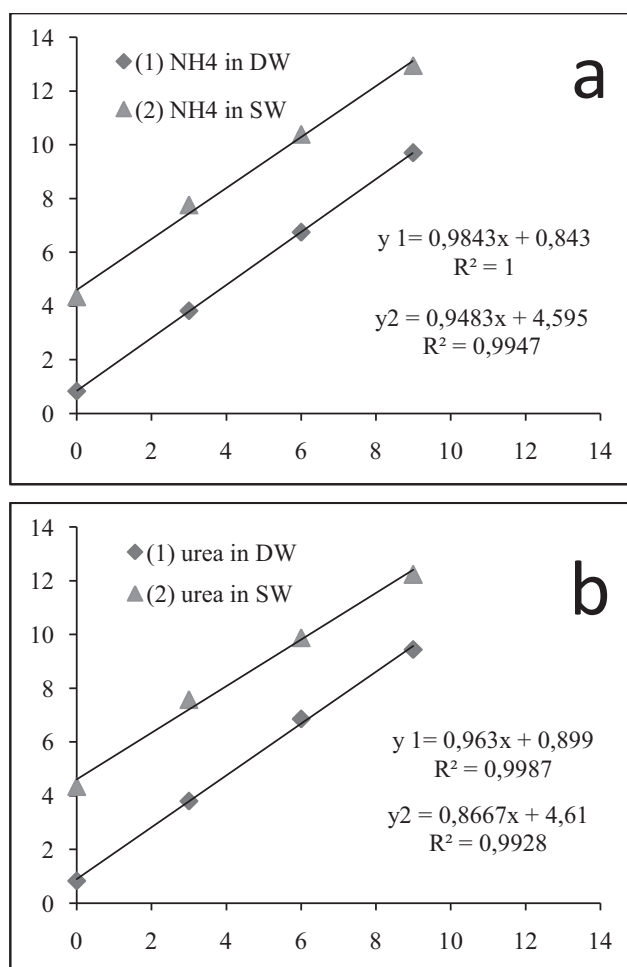 14
12
10
8
6
4
2
0
(1) NH4 in DW
(2) NH4 in SW
a
y 1= 0,9843x + 0,843
R² = 1
y2 = 0,9483x + 4,595
R² = 0,9947
0 2 4 6 8 10 12 14
14
12
10
8
6
4
2
0
(1) urea in DW
(2) urea in SW
b
y 1= 0,963x + 0,899
R² = 0,9987
y2 = 0,8667x + 4,61
R² = 0,9928
0 2 4 6 8 10 12 14